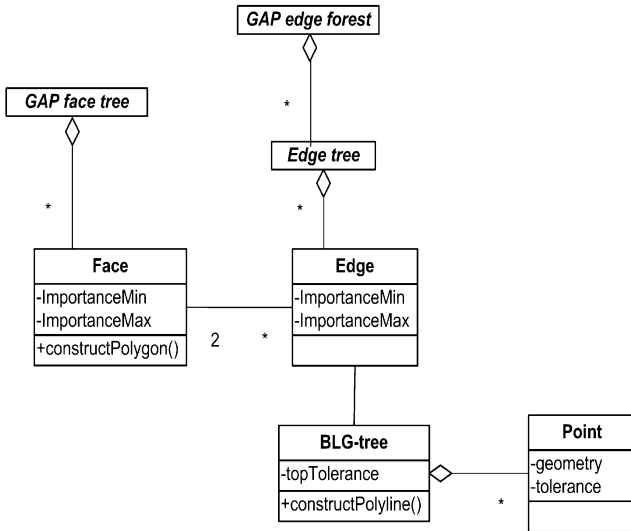 GAP edge forest
GAP face tree
*
Edge tree
*
*
Face
-ImportanceMin
-ImportanceMax
+constructPolygon()
Edge
-ImportanceMin
-ImportanceMax
2
*
BLG-tree
-topTolerance
+constructPolyline()
Point
-geometry
-tolerance
*